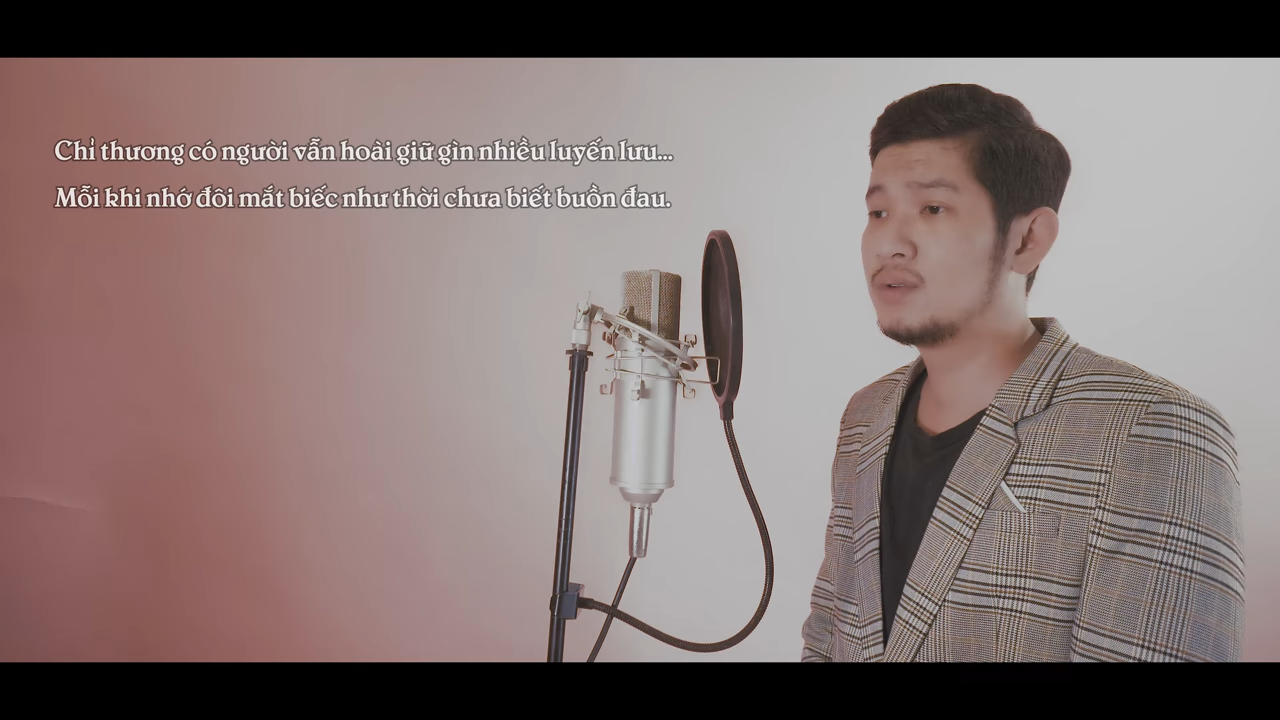 Chỉ thương có người vẫn hoài giữ gìn nhiều luyến lưu...
Mỗi khi nhớ đôi mắt biếc như thời chưa biết buồn đau.